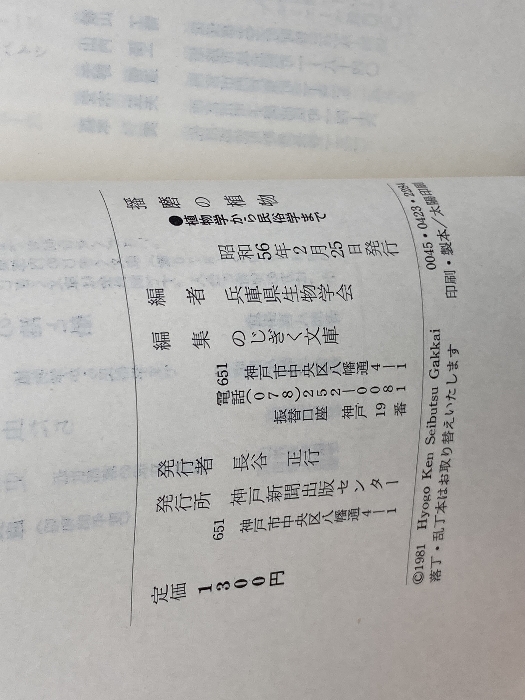 播磨の植物
●植物学から民俗学まで
昭和56年2月25日発行
編者 兵庫県生物学会
編集 のじぎく文庫
651 神戸市中央区八幡通4－1
電話(078)252－0081
振替口座 神戸19番
発行者 長谷 正行
発行所 神戸新聞出版センター
651 神戸市中央区八幡通4－1
定価 1300円
0045・0423・2284
印刷・製本/太陽印刷
©1981 Hyogo Ken Seibutsu Gakkai
落丁・乱丁本はお取り替えいたします